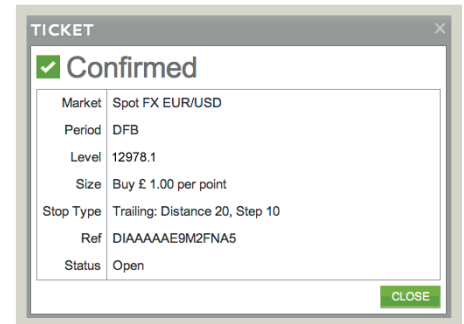 TICKET
Confirmed
Market Spot FX EUR/USD
Period DFB
Level 12978.1
Size Buy £ 1.00 per point
Stop Type Trailing: Distance 20, Step 10
Ref DIAAAAAE9M2FNA5
Status Open
CLOSE